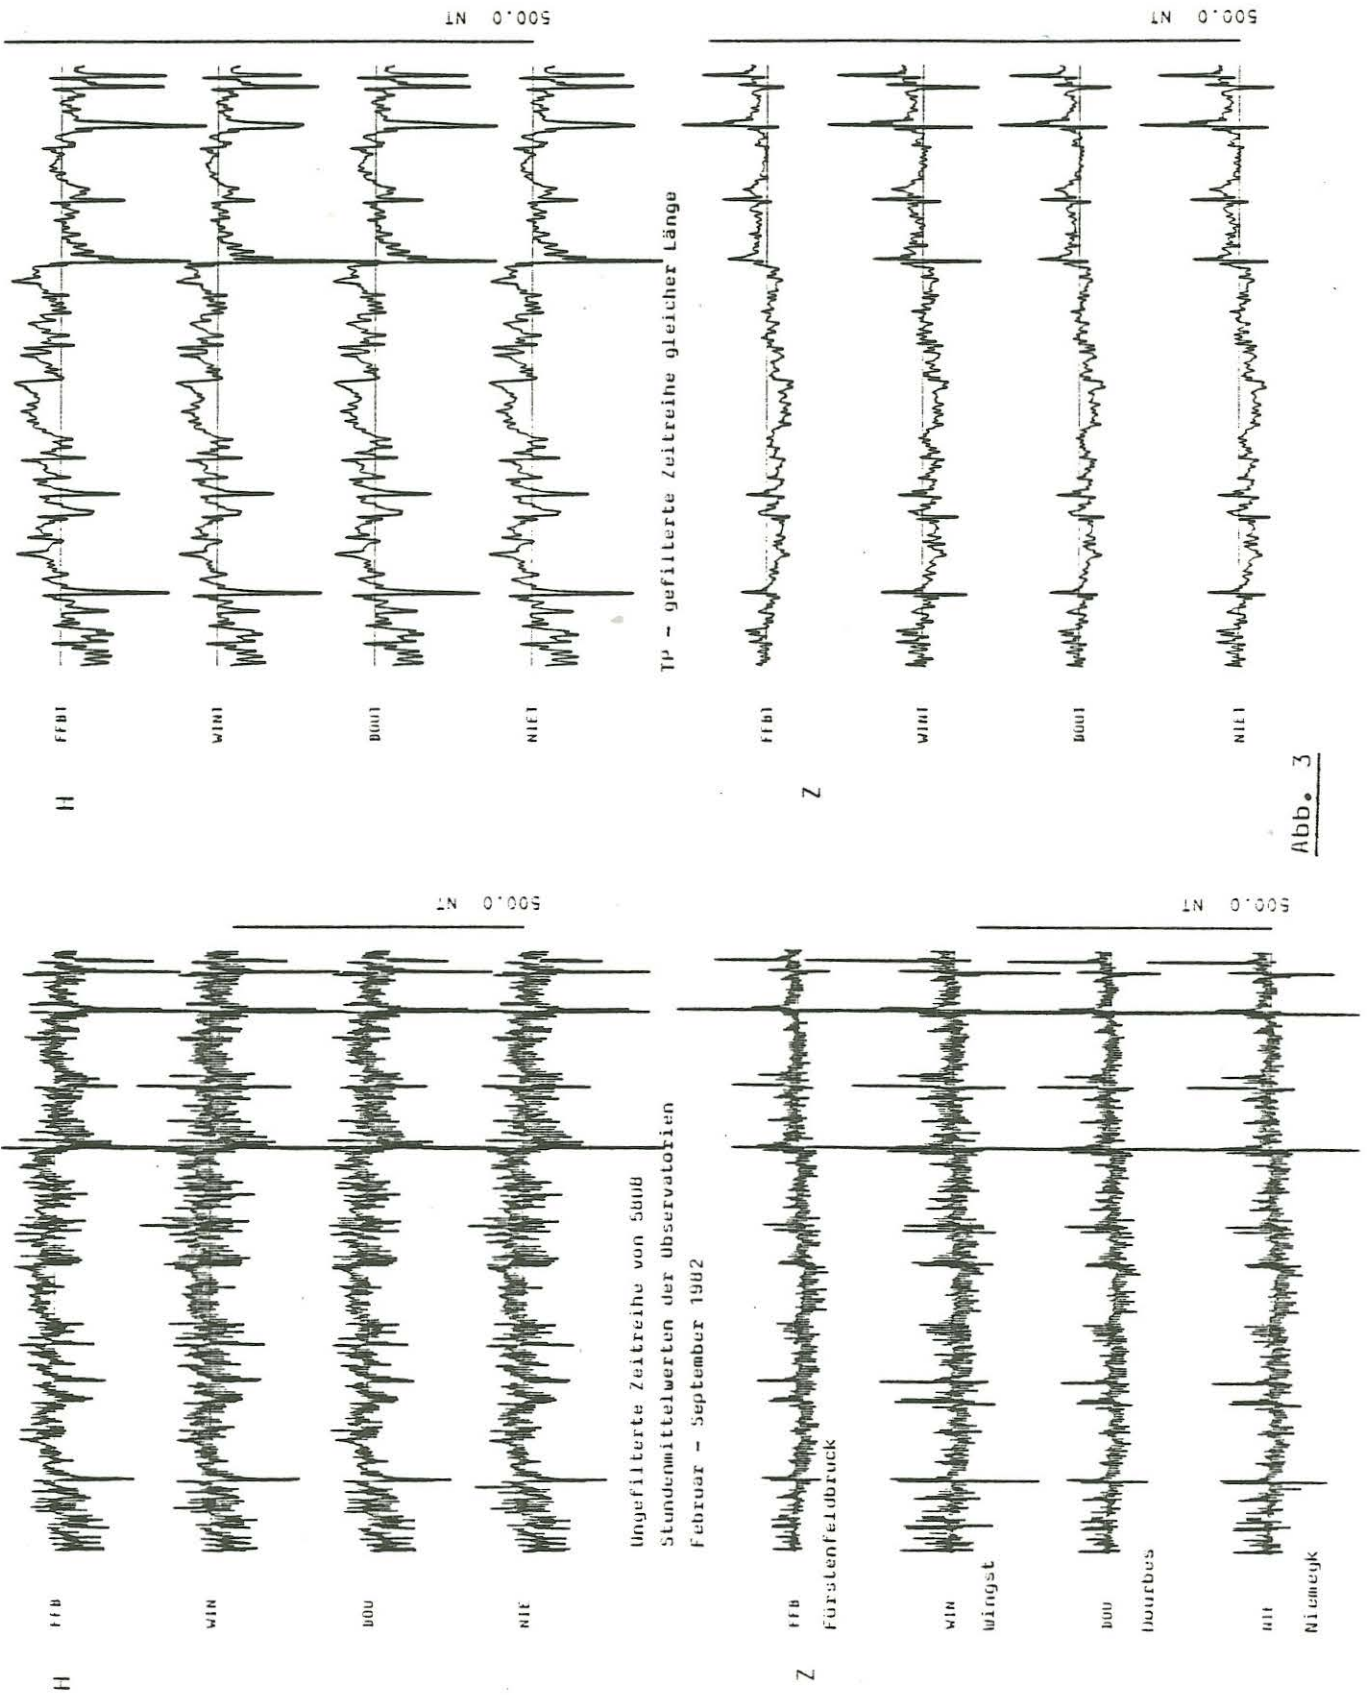 H
FFB
WIN
DOU
NIE
500.0 NT
Ungefilterte Zeitreihe von 5808
Stundenmittelwerten der Observatorien
Februar - September 1982
Z
FFB
Fürstenfeldbruck
WIN
Wingst
DOU
Dourbes
NIE
Niemegk
500.0 NT
H
FFB1
WIN1
DOU1
NIE1
500.0 NT
TP - gefilterte Zeitreihe gleicher Länge
Z
FFB1
WIN1
DOU1
NIE1
500.0 NT
Abb. 3